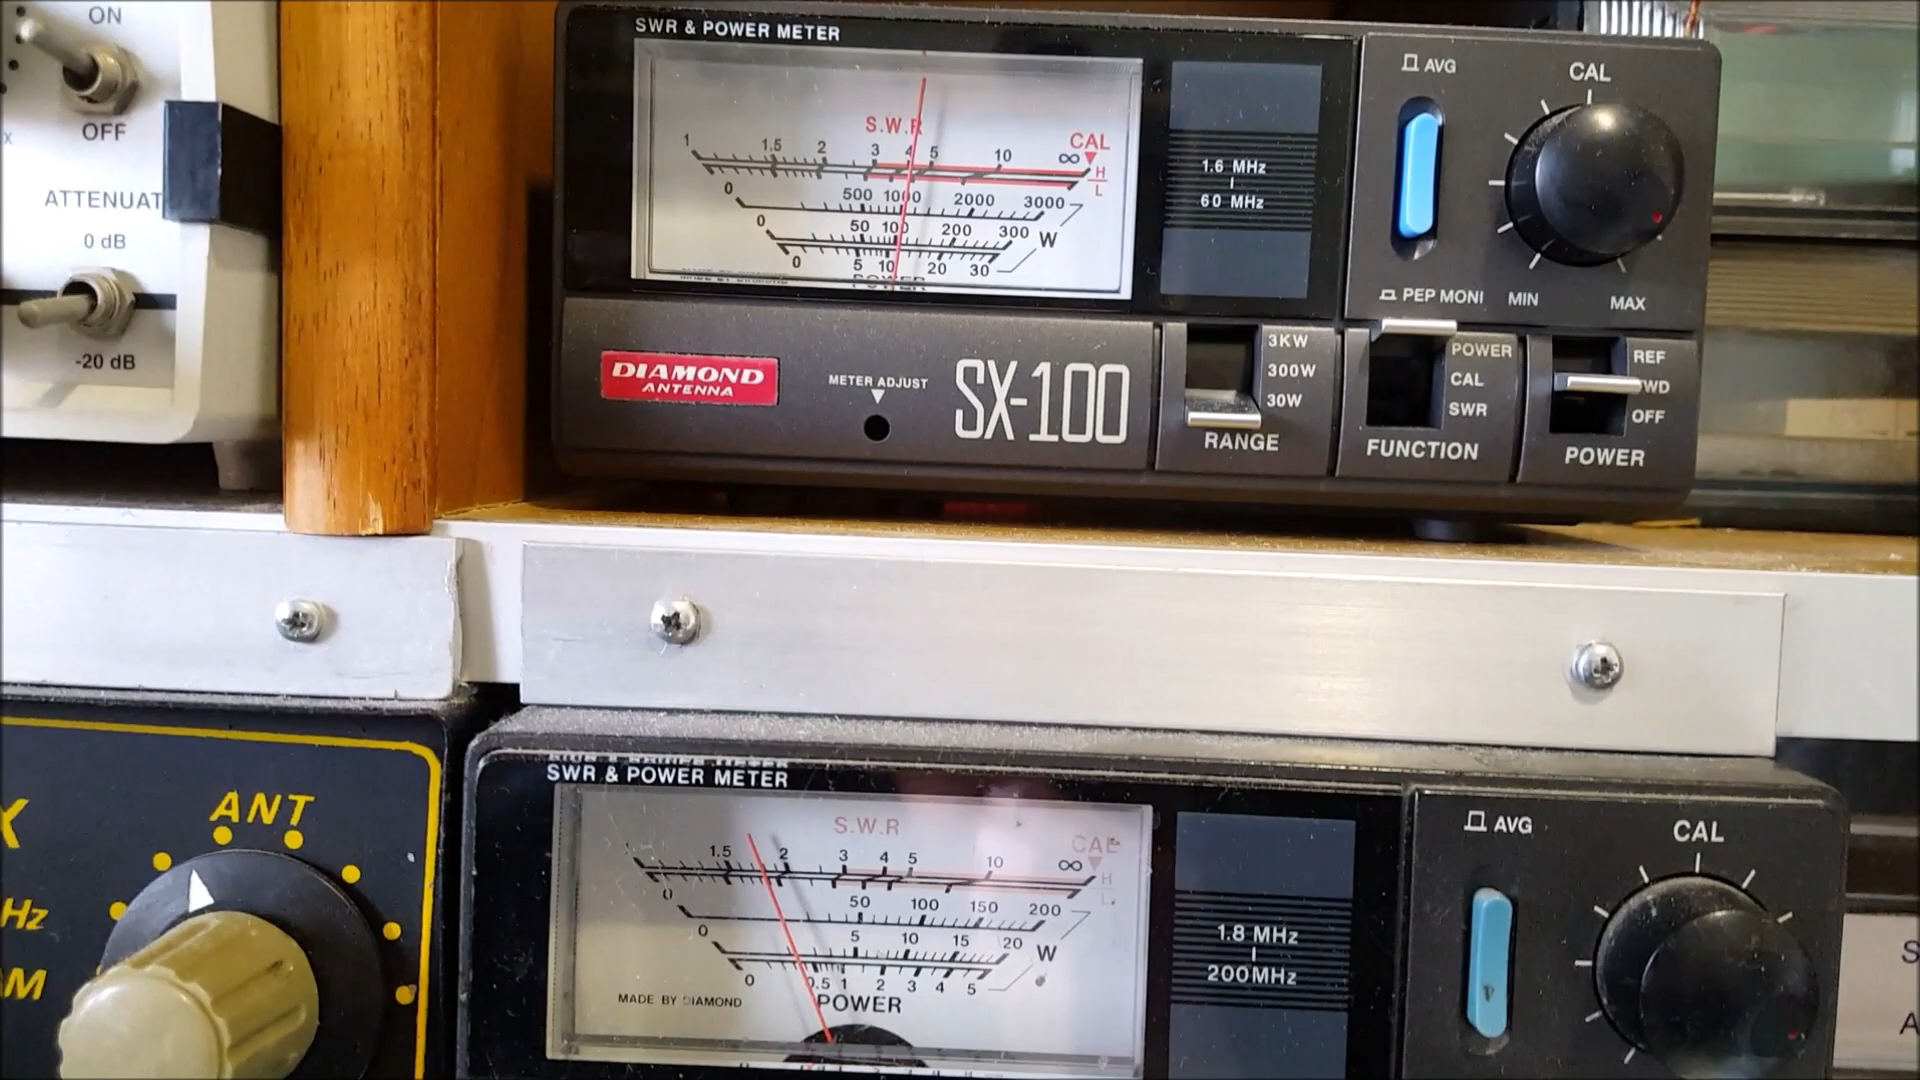 ON
OFF
ATTENUAT
0 dB
-20 dB
SWR & POWER METER
S.W.R
CAL
1 1.5 2 3 4 5 10 ∞
H
L
0 500 1000 2000 3000
0 50 100 200 300
W
0 5 10 20 30
POWER
1.6 MHz
60 MHz
AVG
CAL
PEP MONI
MIN
MAX
DIAMOND
ANTENNA
METER ADJUST
SX-100
3KW
300W
30W
RANGE
POWER
CAL
SWR
FUNCTION
REF
WD
OFF
POWER
X
ANT
Hz
AM
SWR & POWER METER
S.W.R
CAL
1.5 2 3 4 5 10 ∞
H
L
0 50 100 150 200
0 5 10 15 20
W
0 0.5 1 2 3 4 5
MADE BY DIAMOND
POWER
1.8 MHz
200MHz
AVG
CAL
P
S
A